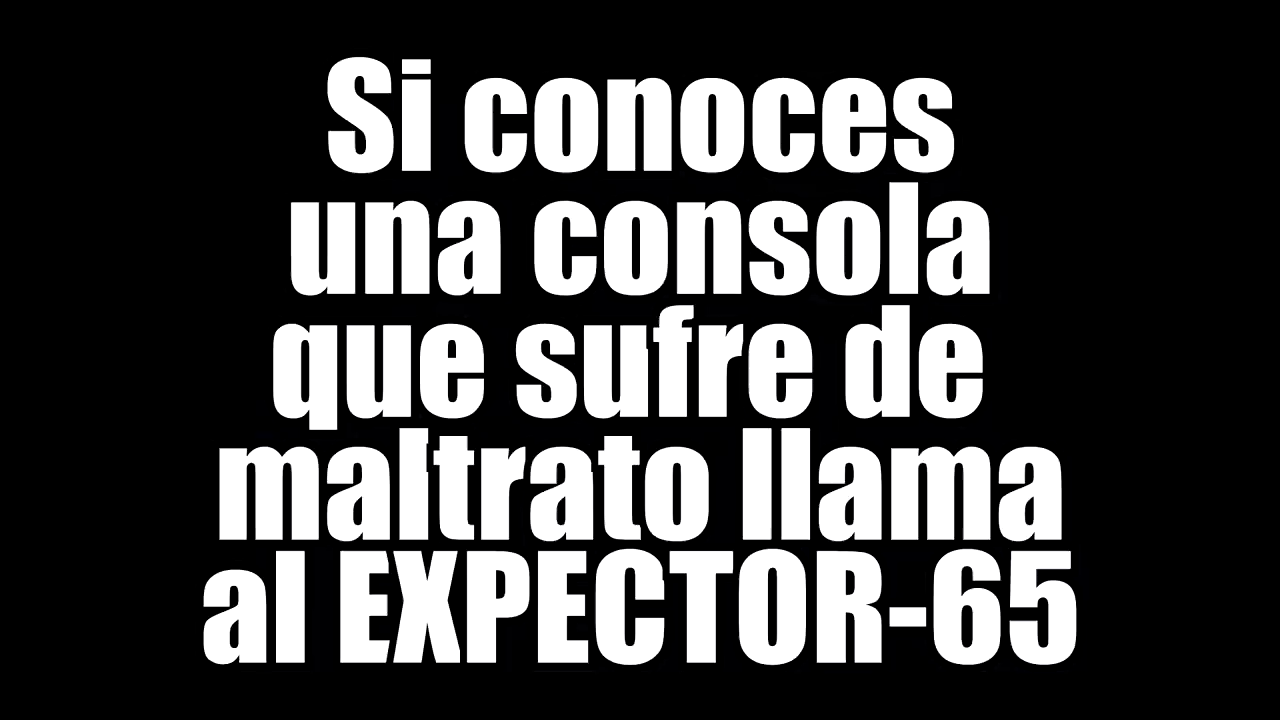 Si conoces
una consola
que sufre de
maltrato llama
al EXPECTOR-65